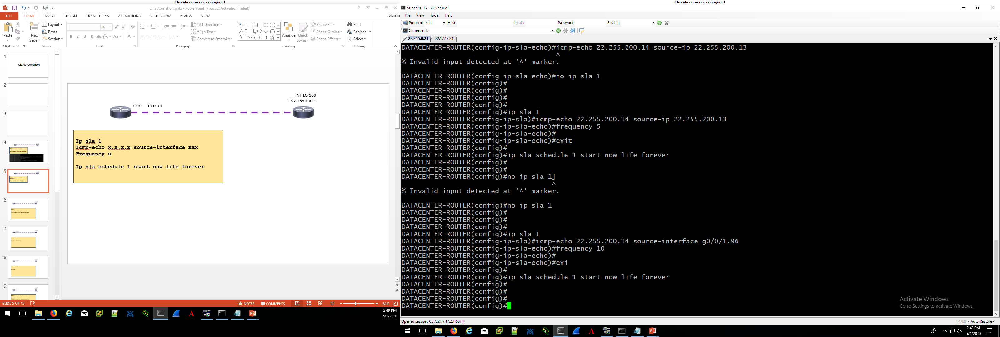 Classification not configured
Classification not configured
cli automation.pptx - PowerPoint (Product Activation Failed)
FILE HOME INSERT DESIGN TRANSITIONS ANIMATIONS SLIDE SHOW REVIEW VIEW Sign in
Paste
New Slide
Layout
Reset
Section
16
Text Direction
Align Text
Convert to SmartArt
Arrange
Quick Styles
Shape Fill
Shape Outline
Shape Effects
Find
Replace
Select
Clipboard Slides Font Paragraph Drawing Editing
1
CLI AUTOMATION
2
3
4
5
6
7
8
9
INT LO 100
192.168.100.1
G0/1 – 10.0.0.1
Ip sla 1
Icmp-echo x.x.x.x source-interface xxx
Frequency x
Ip sla schedule 1 start now life forever
SLIDE 5 OF 15 NOTES COMMENTS 81%
2:49 PM
5/1/2020
SuperPuTTY - 22.255.0.21
File View Tools Help
Protocol SSH Host Login Password Session
Commands
22.255.0.21 22.17.17.28
DATACENTER-ROUTER(config-ip-sla-echo)#icmp-echo 22.255.200.14 source-ip 22.255.200.13
^
% Invalid input detected at '^' marker.
DATACENTER-ROUTER(config-ip-sla-echo)#no ip sla 1
DATACENTER-ROUTER(config)#
DATACENTER-ROUTER(config)#
DATACENTER-ROUTER(config)#
DATACENTER-ROUTER(config)#
DATACENTER-ROUTER(config)#ip sla 1
DATACENTER-ROUTER(config-ip-sla)#icmp-echo 22.255.200.14 source-ip 22.255.200.13
DATACENTER-ROUTER(config-ip-sla-echo)#frequency 5
DATACENTER-ROUTER(config-ip-sla-echo)#
DATACENTER-ROUTER(config-ip-sla-echo)#exit
DATACENTER-ROUTER(config)#
DATACENTER-ROUTER(config)#ip sla schedule 1 start now life forever
DATACENTER-ROUTER(config)#
DATACENTER-ROUTER(config)#
DATACENTER-ROUTER(config)#no ip sla 1]
^
% Invalid input detected at '^' marker.
DATACENTER-ROUTER(config)#no ip sla 1
DATACENTER-ROUTER(config)#
DATACENTER-ROUTER(config)#
DATACENTER-ROUTER(config)#
DATACENTER-ROUTER(config)#ip sla 1
DATACENTER-ROUTER(config-ip-sla)#icmp-echo 22.255.200.14 source-interface g0/0/1.96
DATACENTER-ROUTER(config-ip-sla-echo)#frequency 10
DATACENTER-ROUTER(config-ip-sla-echo)#
DATACENTER-ROUTER(config-ip-sla-echo)#exi
DATACENTER-ROUTER(config)#
DATACENTER-ROUTER(config)#ip sla schedule 1 start now life forever
DATACENTER-ROUTER(config)#
DATACENTER-ROUTER(config)#
DATACENTER-ROUTER(config)#
DATACENTER-ROUTER(config)#
Activate Windows
Go to Settings to activate Windows.
Opened session: CLI/22.17.17.28 [SSH] 1.4.0.8 <Auto Restore>
2:49 PM
5/1/2020